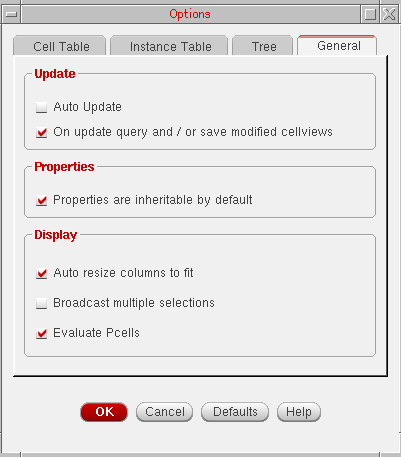 Options
Cell Table Instance Table Tree General
Update
Auto Update
On update query and / or save modified cellviews
Properties
Properties are inheritable by default
Display
Auto resize columns to fit
Broadcast multiple selections
Evaluate Pcells
OK Cancel Defaults Help